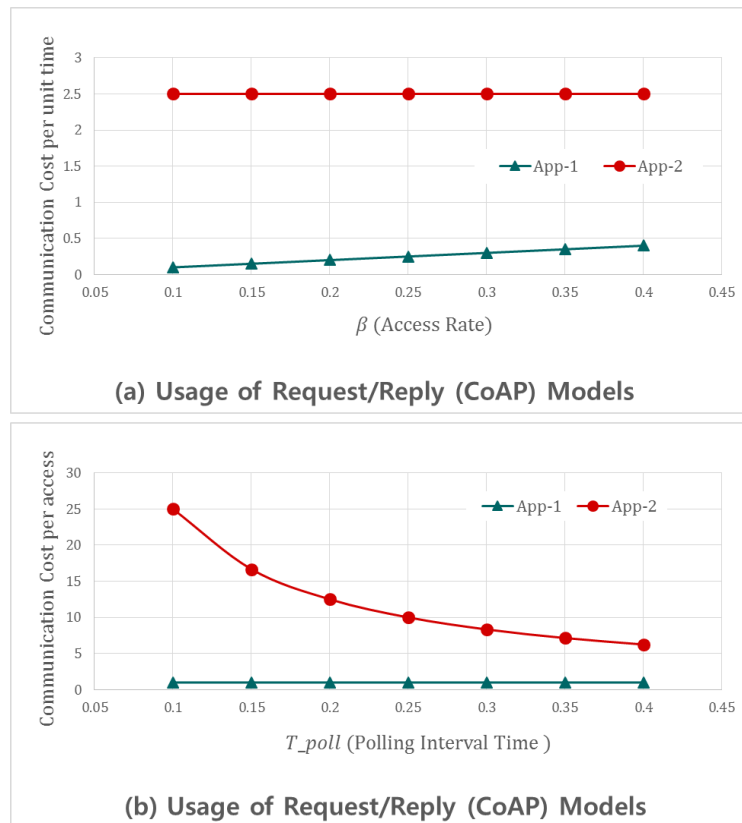 Communication Cost per unit time
3
2.5
2
1.5
1
0.5
0
App-1 App-2
0.05 0.1 0.15 0.2 0.25 0.3 0.35 0.4 0.45
β (Access Rate)
(a) Usage of Request/Reply (CoAP) Models
Communication Cost per access
30
25
20
15
10
5
0
App-1 App-2
0.05 0.1 0.15 0.2 0.25 0.3 0.35 0.4 0.45
T_poll (Polling Interval Time )
(b) Usage of Request/Reply (CoAP) Models